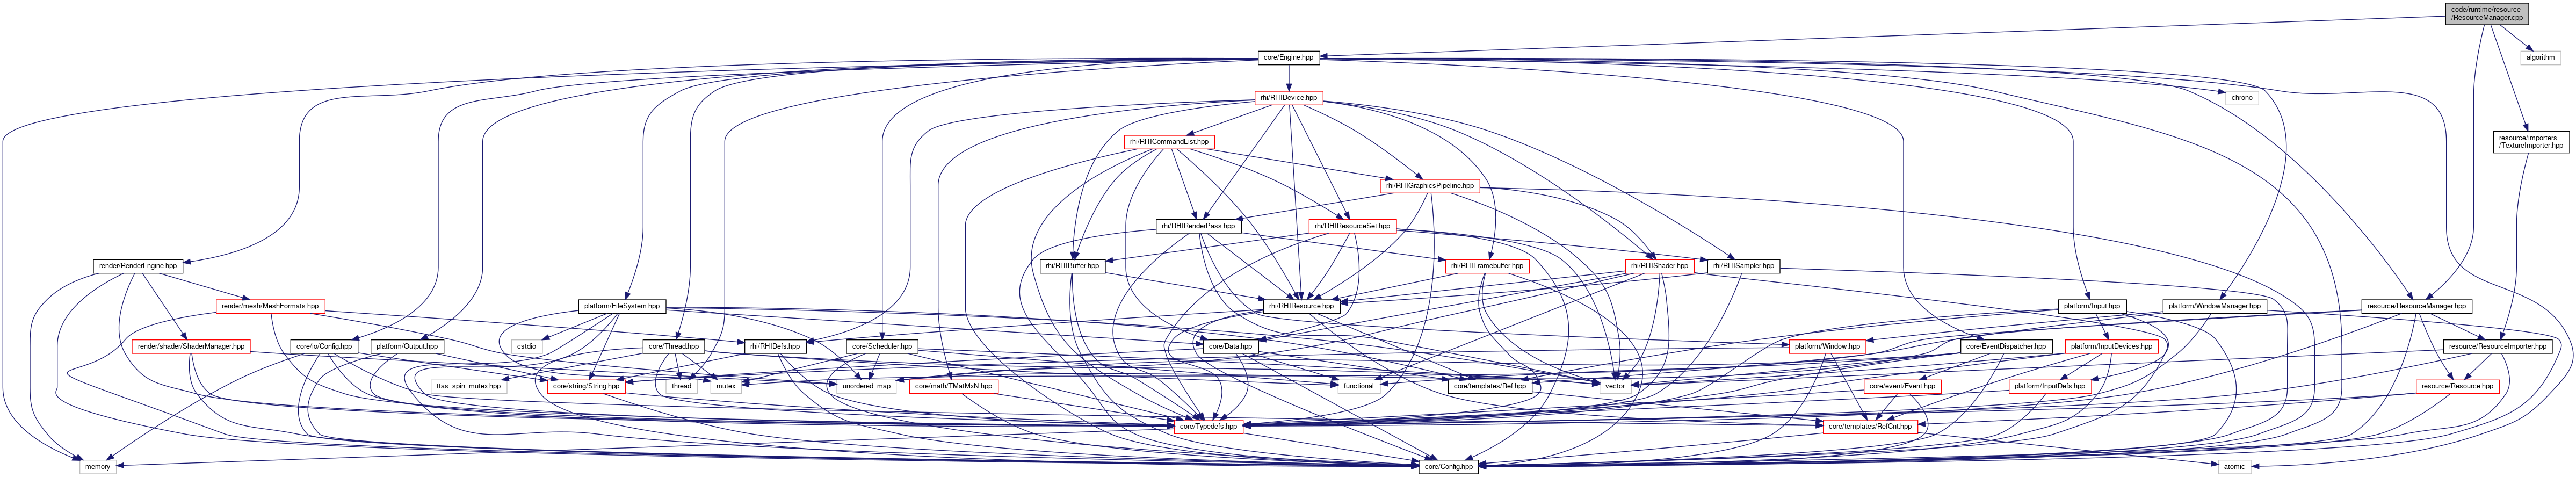 code/runtime/resource
/ResourceManager.cpp
core/Engine.hpp
algorithm
rhi/RHIDevice.hpp
chrono
rhi/RHICommandList.hpp
resource/importers
/TextureImporter.hpp
rhi/RHIGraphicsPipeline.hpp
rhi/RHIRenderPass.hpp
rhi/RHIResourceSet.hpp
render/RenderEngine.hpp
rhi/RHIBuffer.hpp
rhi/RHIFramebuffer.hpp
rhi/RHIShader.hpp
rhi/RHISampler.hpp
render/mesh/MeshFormats.hpp
platform/FileSystem.hpp
rhi/RHIResource.hpp
platform/Input.hpp
platform/WindowManager.hpp
resource/ResourceManager.hpp
render/shader/ShaderManager.hpp
core/io/Config.hpp
platform/Output.hpp
cstdio
core/Thread.hpp
rhi/RHIDefs.hpp
core/Scheduler.hpp
core/Data.hpp
platform/Window.hpp
core/EventDispatcher.hpp
platform/InputDevices.hpp
resource/ResourceImporter.hpp
ttas_spin_mutex.hpp
core/string/String.hpp
thread
mutex
unordered_map
core/math/TMatMxN.hpp
functional
core/templates/Ref.hpp
vector
core/event/Event.hpp
platform/InputDefs.hpp
resource/Resource.hpp
core/Typedefs.hpp
core/templates/RefCnt.hpp
memory
core/Config.hpp
atomic